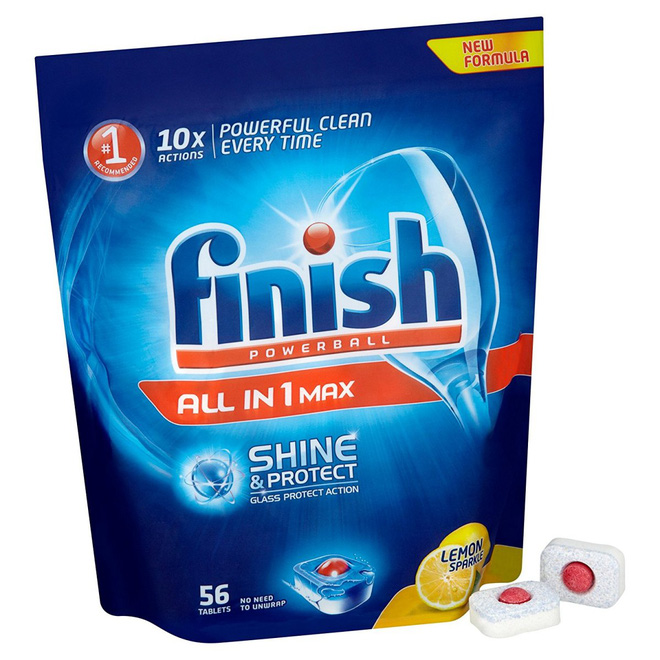 NEW
FORMULA
#1
RECOMMENDED
10x
ACTIONS
POWERFUL CLEAN
EVERY TIME
finish
POWERBALL
ALL IN 1 MAX
SHINE
& PROTECT
GLASS PROTECT ACTION
56
TABLETS
NO NEED
TO UNWRAP
LEMON
SPARKLE